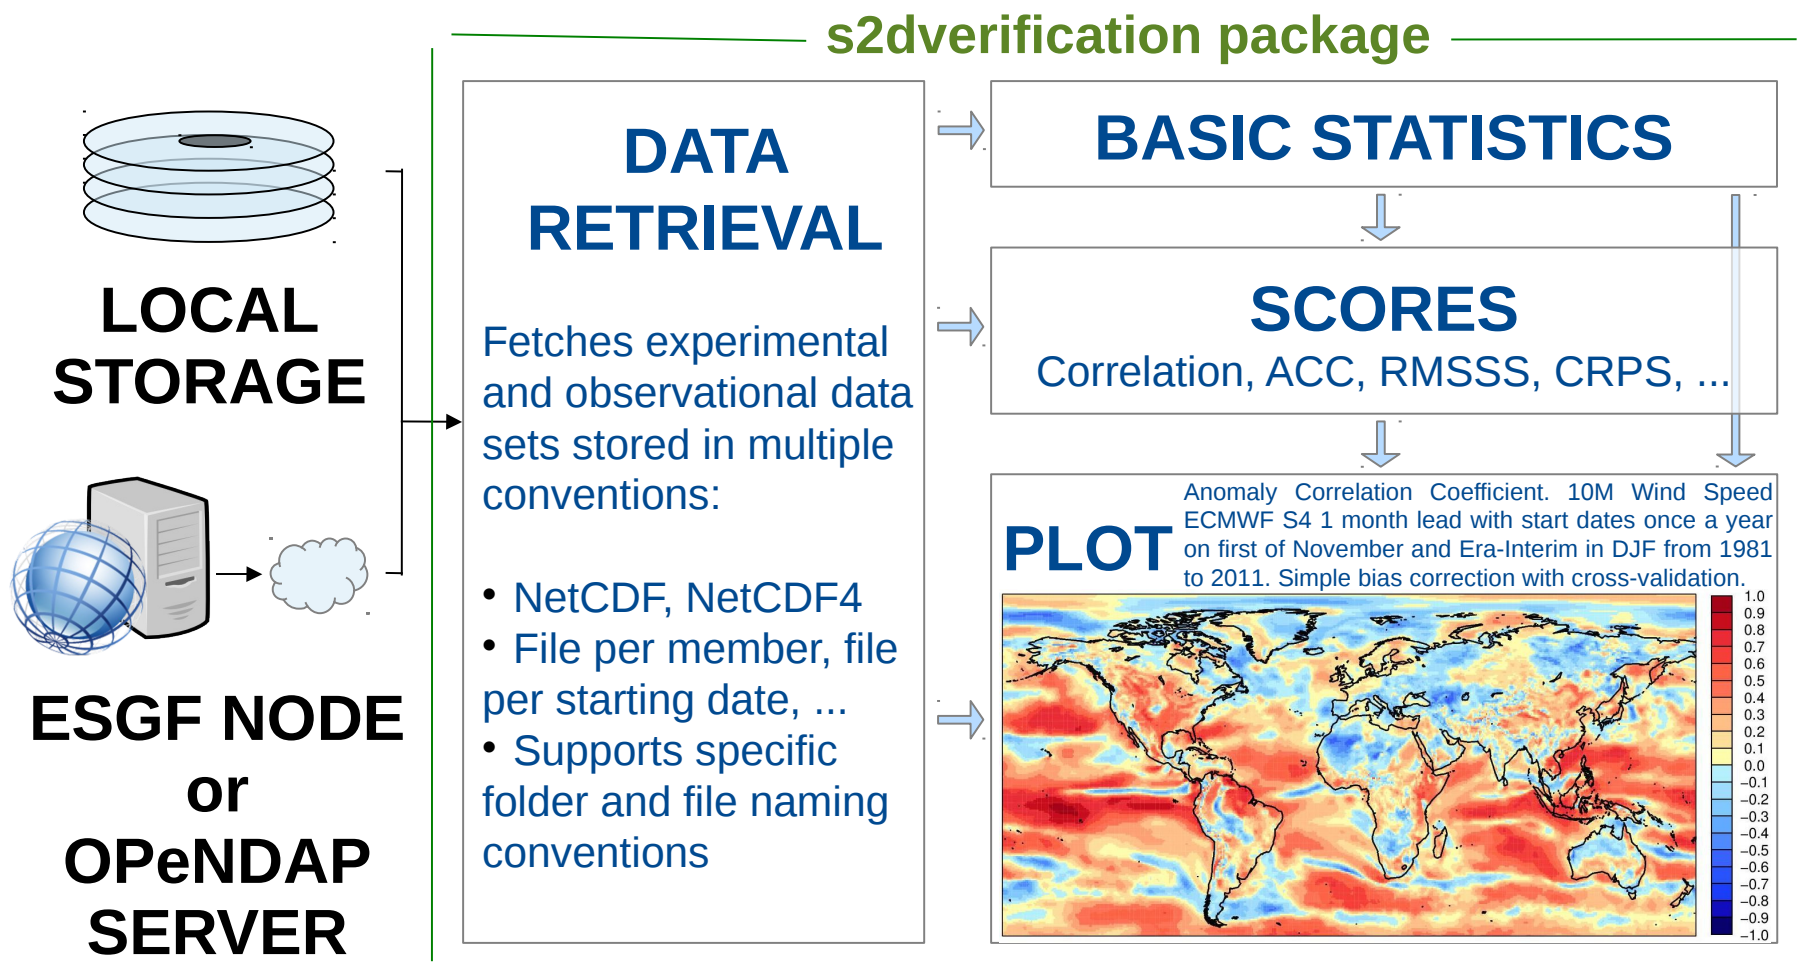 s2dverification package
LOCAL
STORAGE
ESGF NODE
or
OPeNDAP
SERVER
DATA
RETRIEVAL
Fetches experimental
and observational data
sets stored in multiple
conventions:
• NetCDF, NetCDF4
• File per member, file
per starting date, ...
• Supports specific
folder and file naming
conventions
BASIC STATISTICS
SCORES
Correlation, ACC, RMSSS, CRPS, ...
PLOT
Anomaly Correlation Coefficient. 10M Wind Speed
ECMWF S4 1 month lead with start dates once a year
on first of November and Era-Interim in DJF from 1981
to 2011. Simple bias correction with cross-validation.
1.0
0.9
0.8
0.7
0.6
0.5
0.4
0.3
0.2
0.1
0.0
−0.1
−0.2
−0.3
−0.4
−0.5
−0.6
−0.7
−0.8
−0.9
−1.0